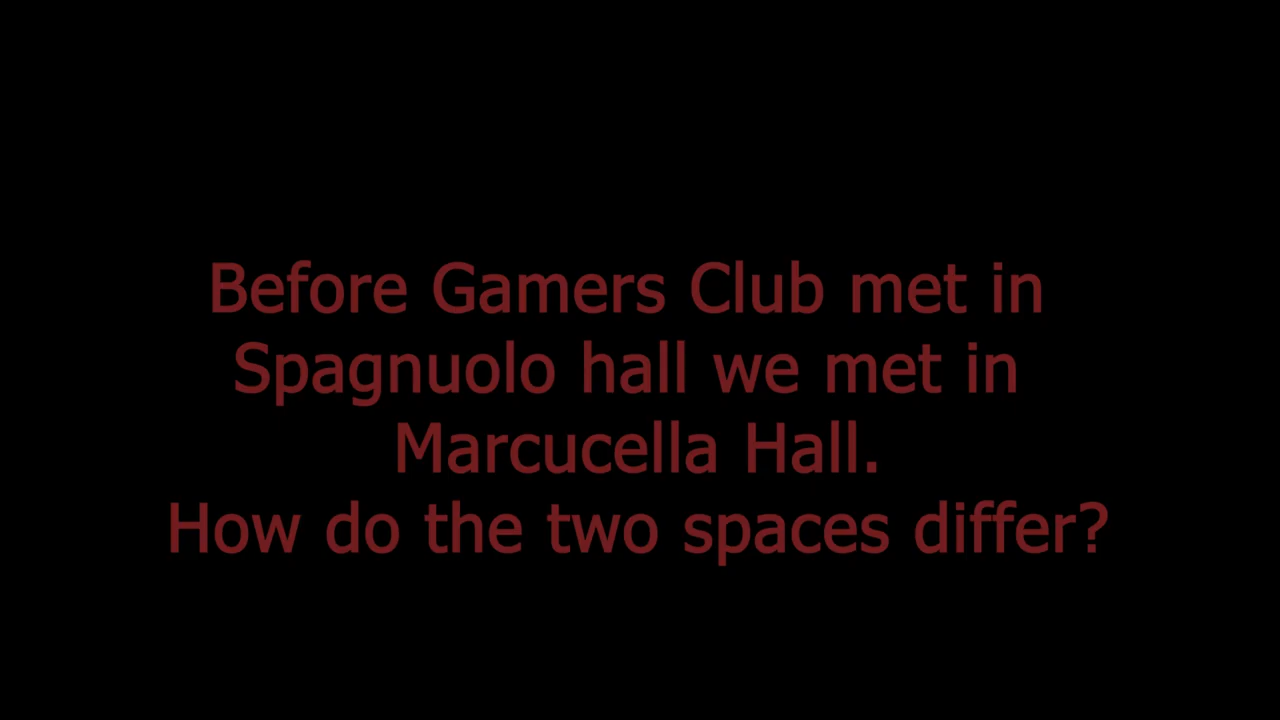 Before Gamers Club met in
Spagnuolo hall we met in
Marcucella Hall.
How do the two spaces differ?